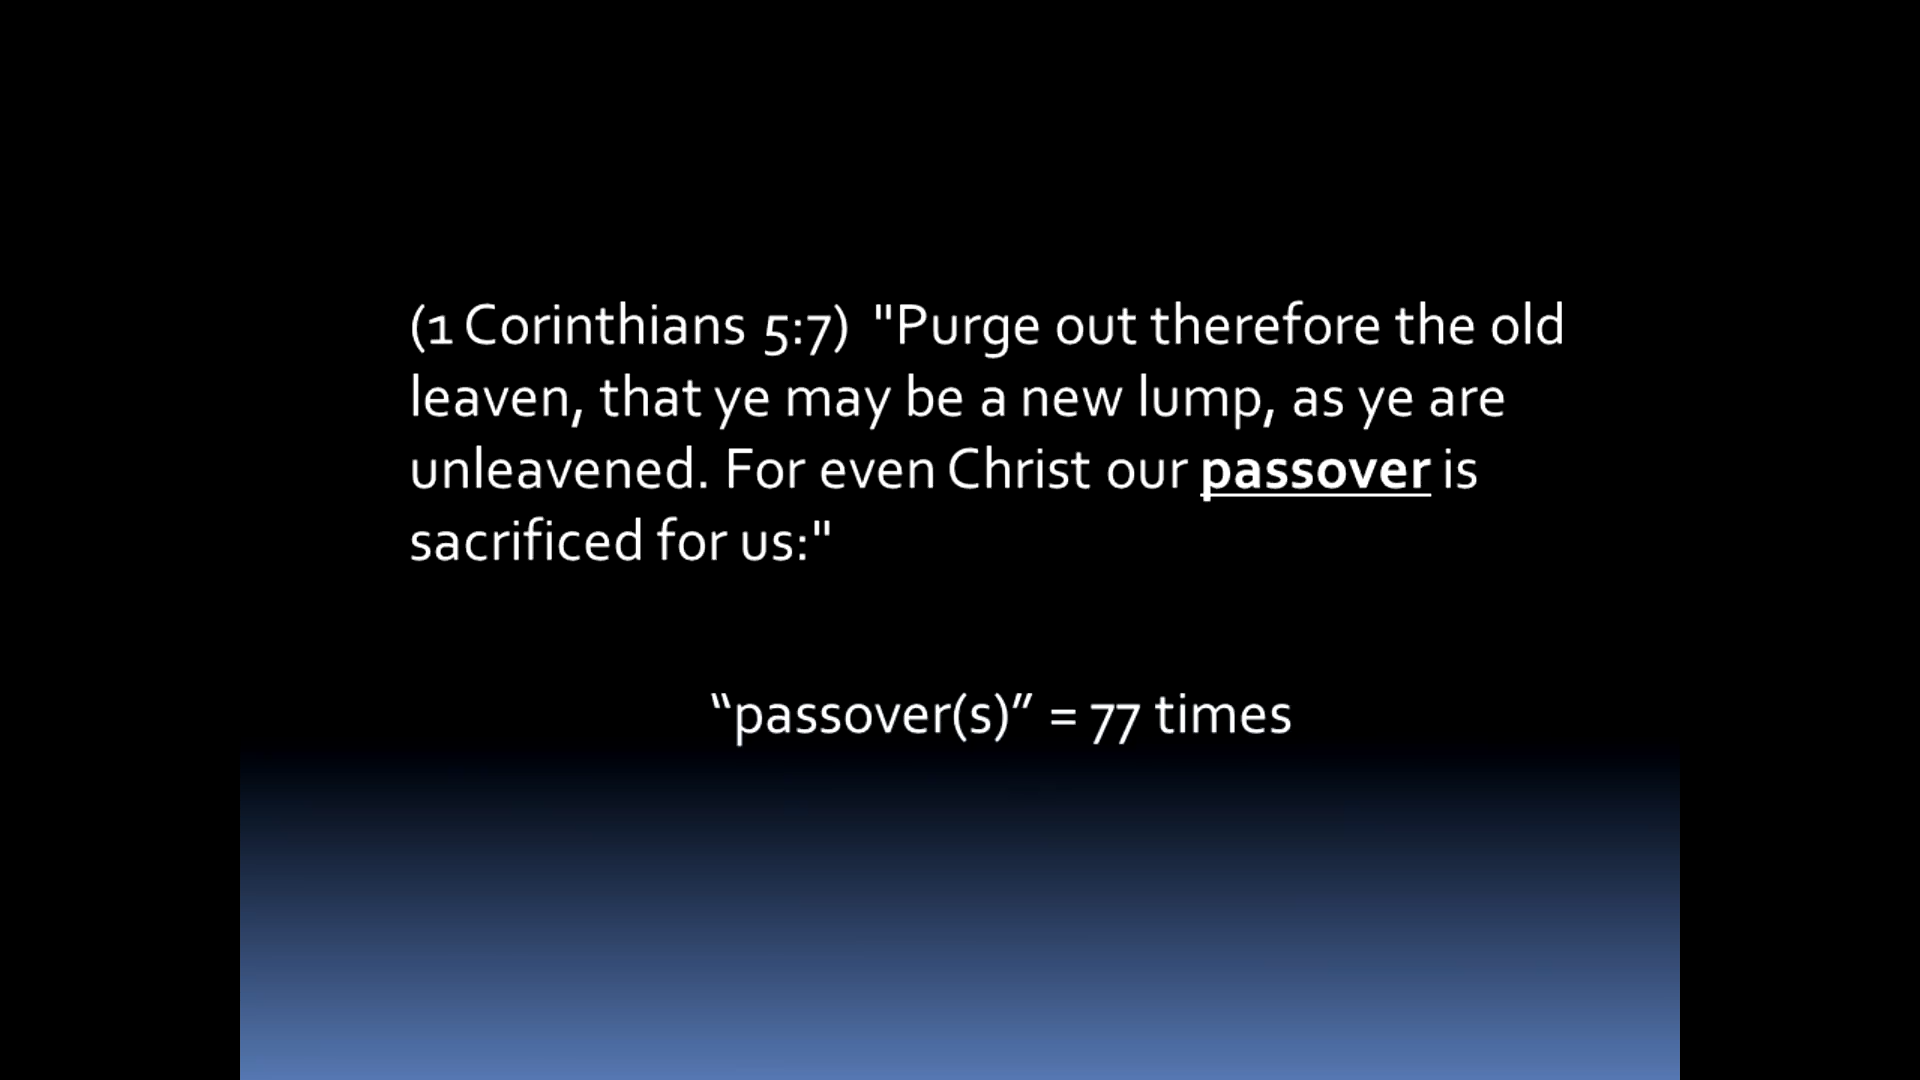 (1 Corinthians 5:7)  "Purge out therefore the old
leaven, that ye may be a new lump, as ye are
unleavened. For even Christ our passover is
sacrificed for us:"
“passover(s)” = 77 times